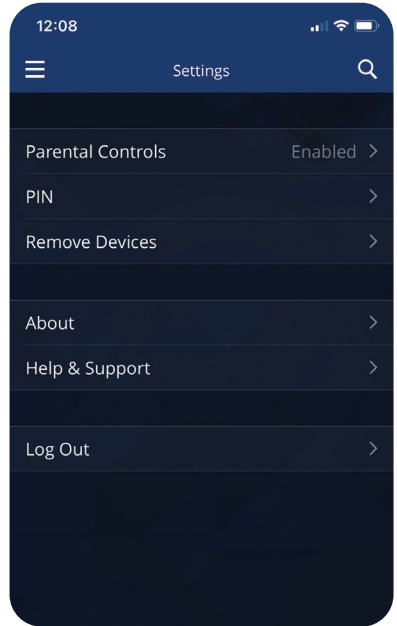 12:08
Settings
Parental Controls Enabled
PIN
Remove Devices
About
Help & Support
Log Out